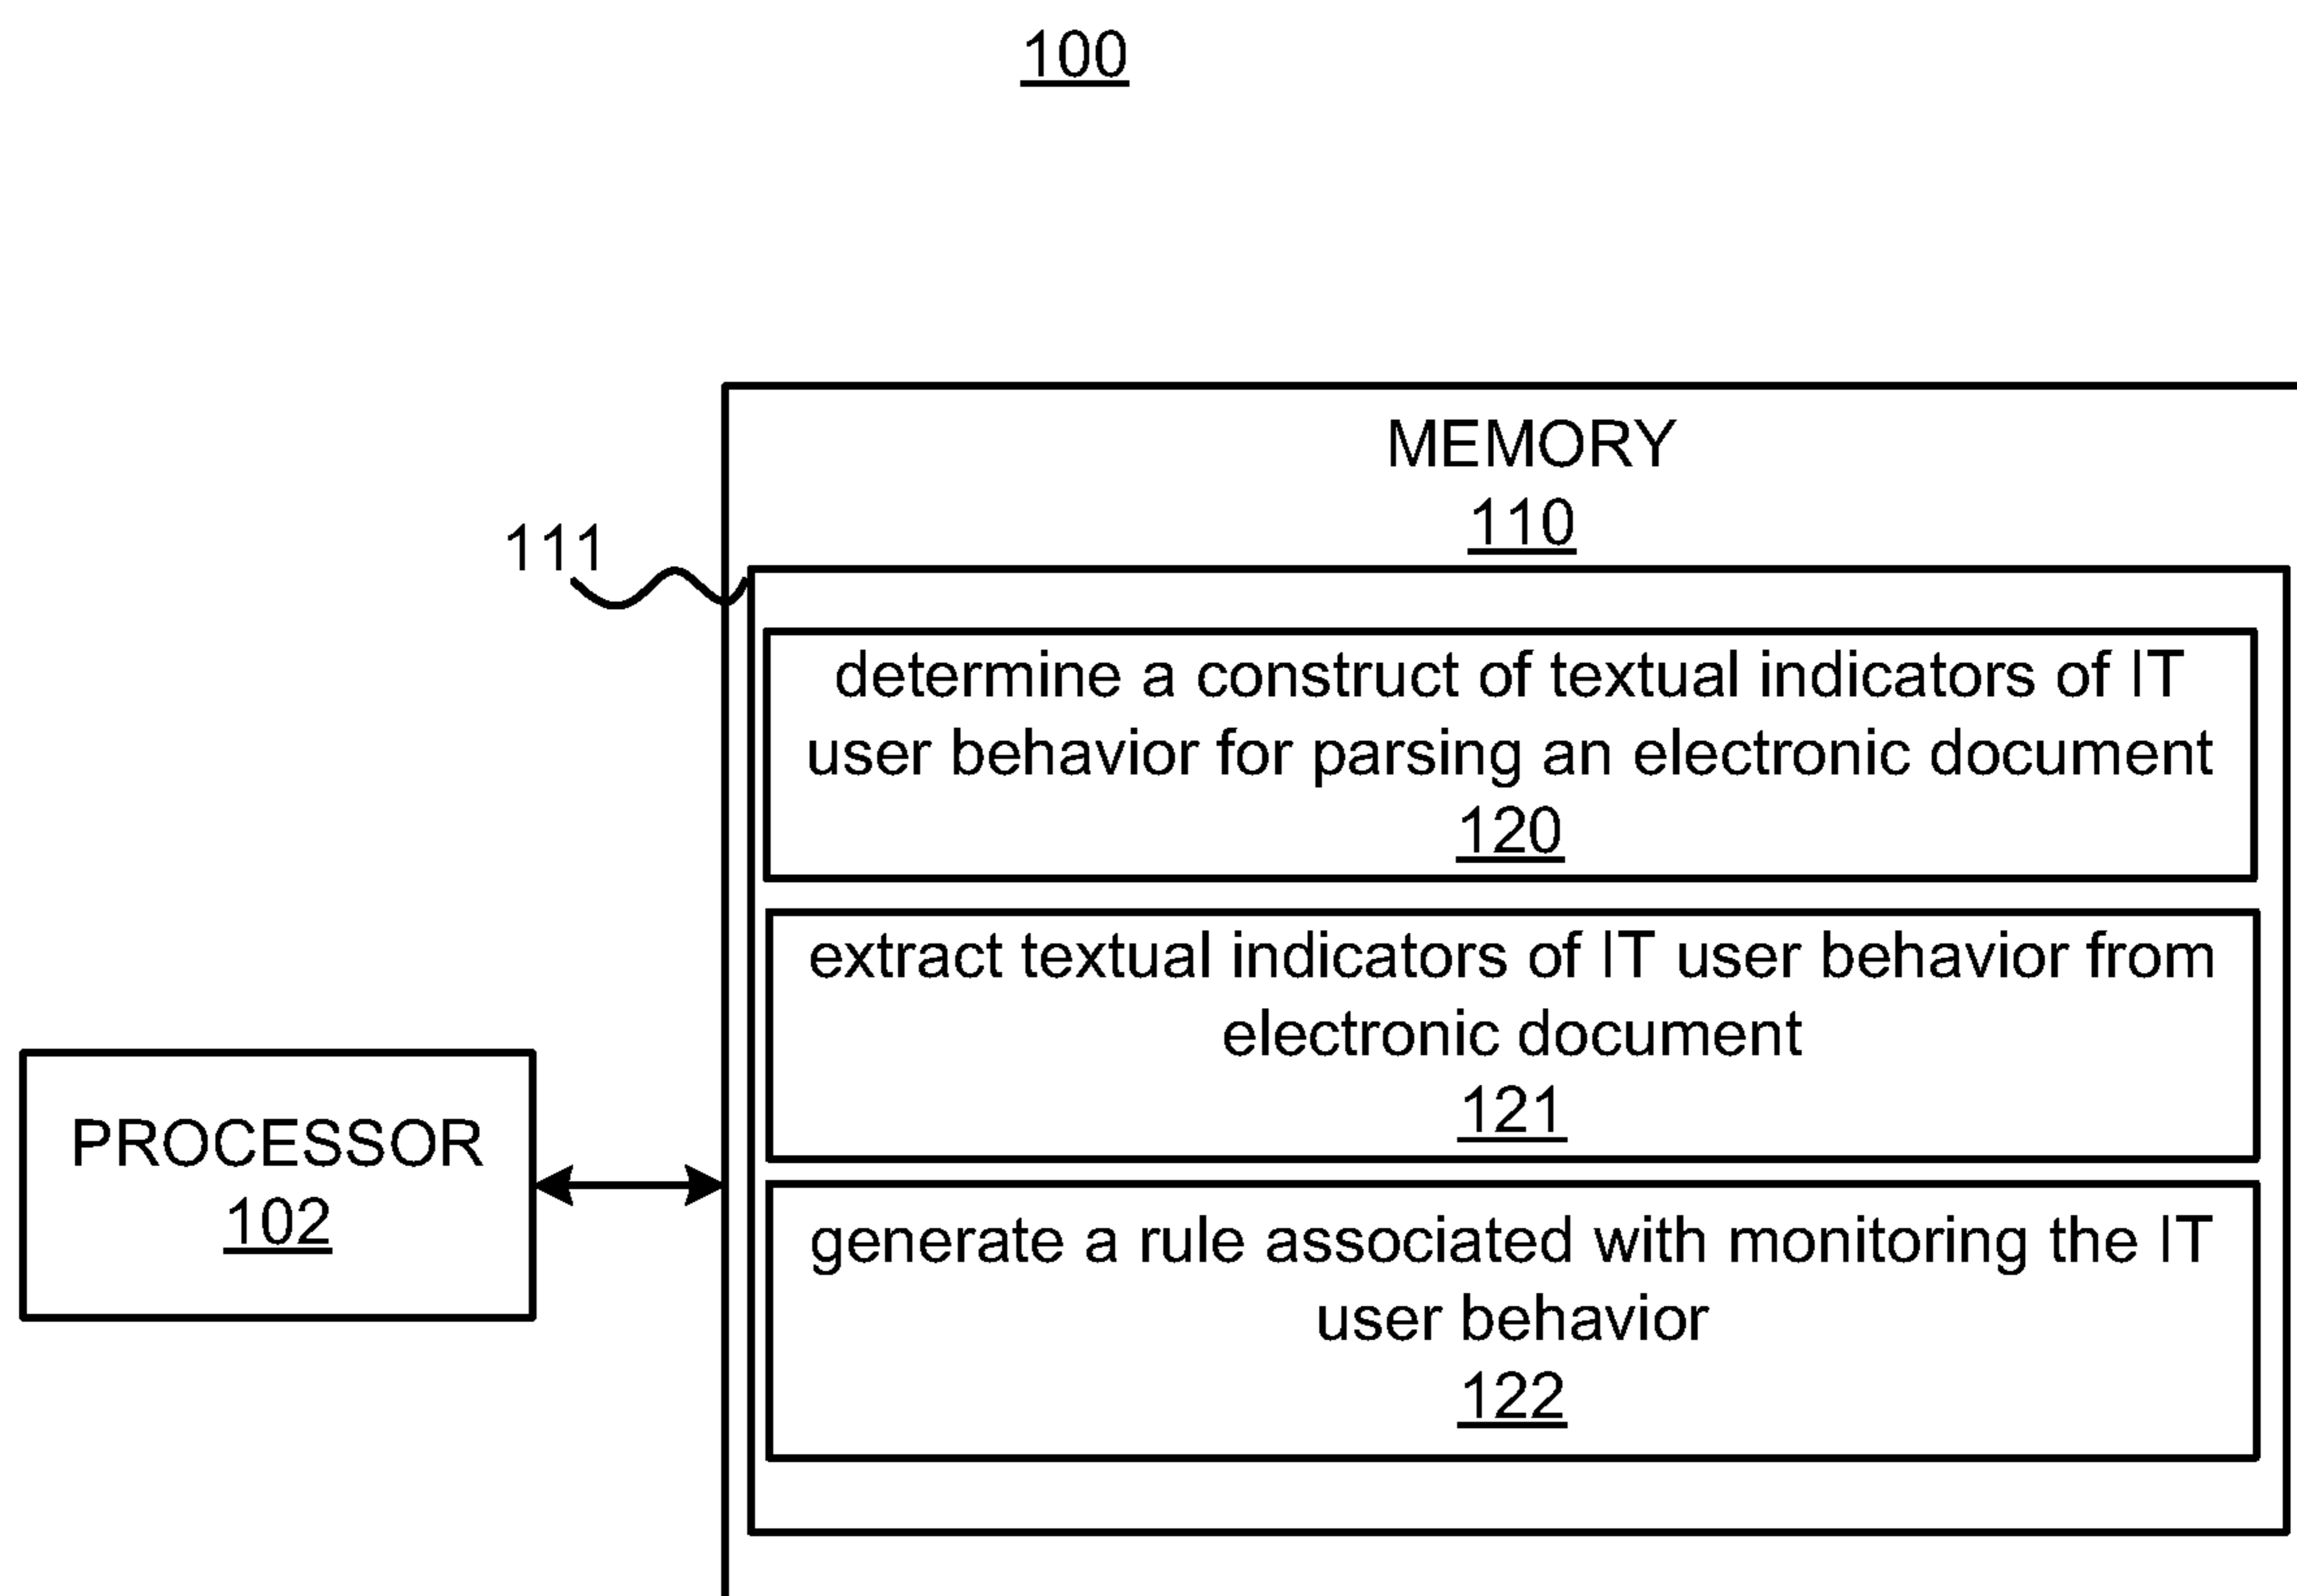 100
MEMORY
110
111
determine a construct of textual indicators of IT
user behavior for parsing an electronic document
120
extract textual indicators of IT user behavior from
electronic document
121
PROCESSOR
102
generate a rule associated with monitoring the IT
user behavior
122